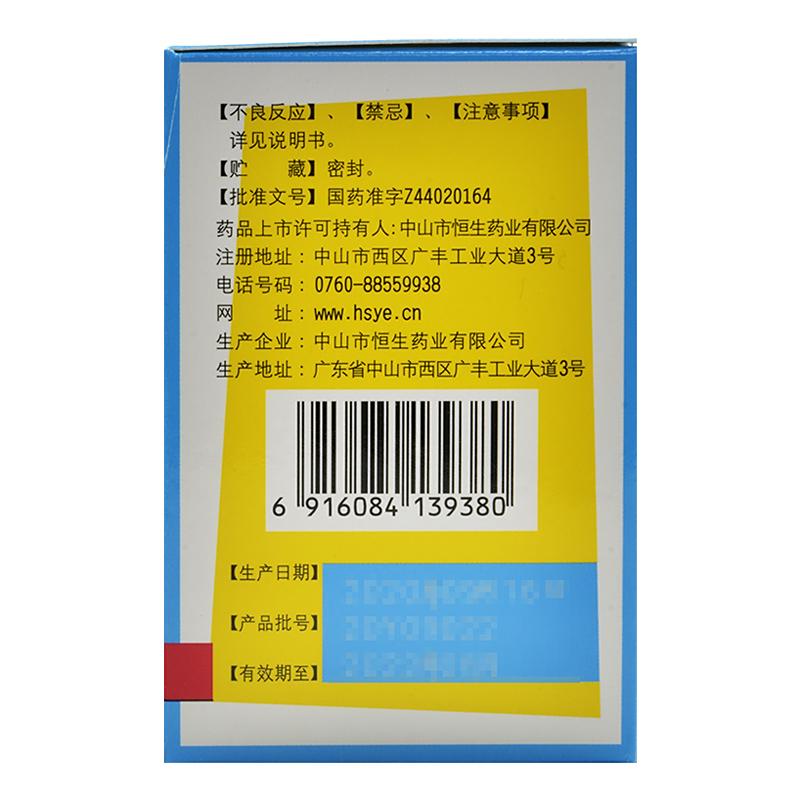 【不良反应】、【禁忌】、【注意事项】
详见说明书。
【贮　　藏】密封。
【批准文号】国药准字Z44020164
药品上市许可持有人：中山市恒生药业有限公司
注册地址：中山市西区广丰工业大道3号
电话号码：0760-88559938
网　　址：www.hsye.cn
生产企业：中山市恒生药业有限公司
生产地址：广东省中山市西区广丰工业大道3号
6 916084 139380
【生产日期】
【产品批号】
【有效期至】